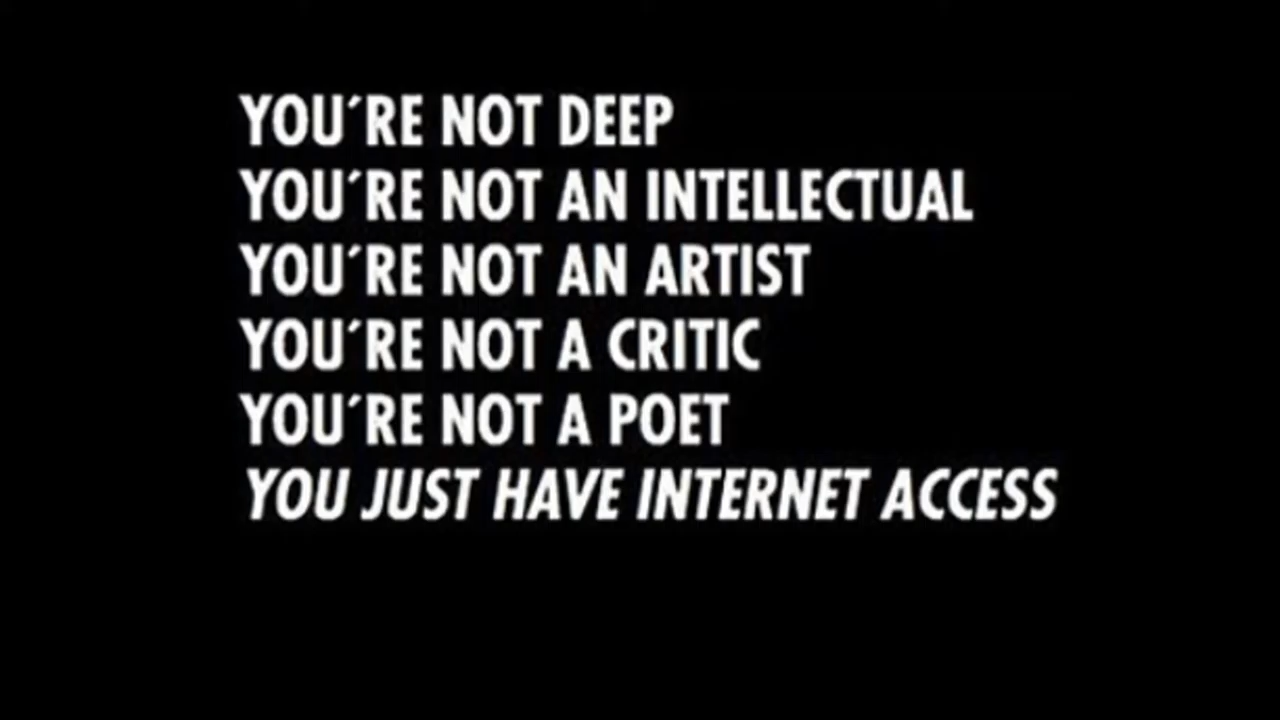 YOU´RE NOT DEEP
YOU´RE NOT AN INTELLECTUAL
YOU´RE NOT AN ARTIST
YOU´RE NOT A CRITIC
YOU´RE NOT A POET
YOU JUST HAVE INTERNET ACCESS